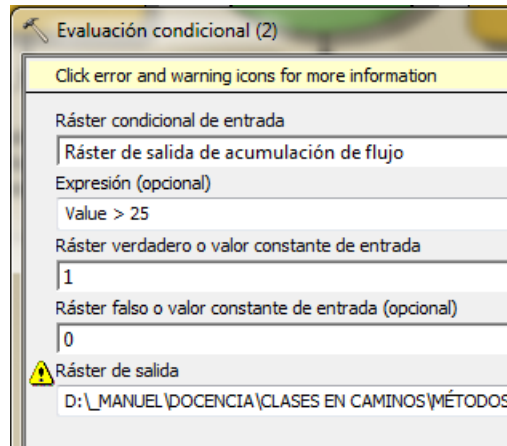 Evaluación condicional (2)
Click error and warning icons for more information
Ráster condicional de entrada
Ráster de salida de acumulación de flujo
Expresión (opcional)
Value > 25
Ráster verdadero o valor constante de entrada
1
Ráster falso o valor constante de entrada (opcional)
0
Ráster de salida
D:\_MANUEL\DOCENCIA\CLASES EN CAMINOS\MÉTODOS